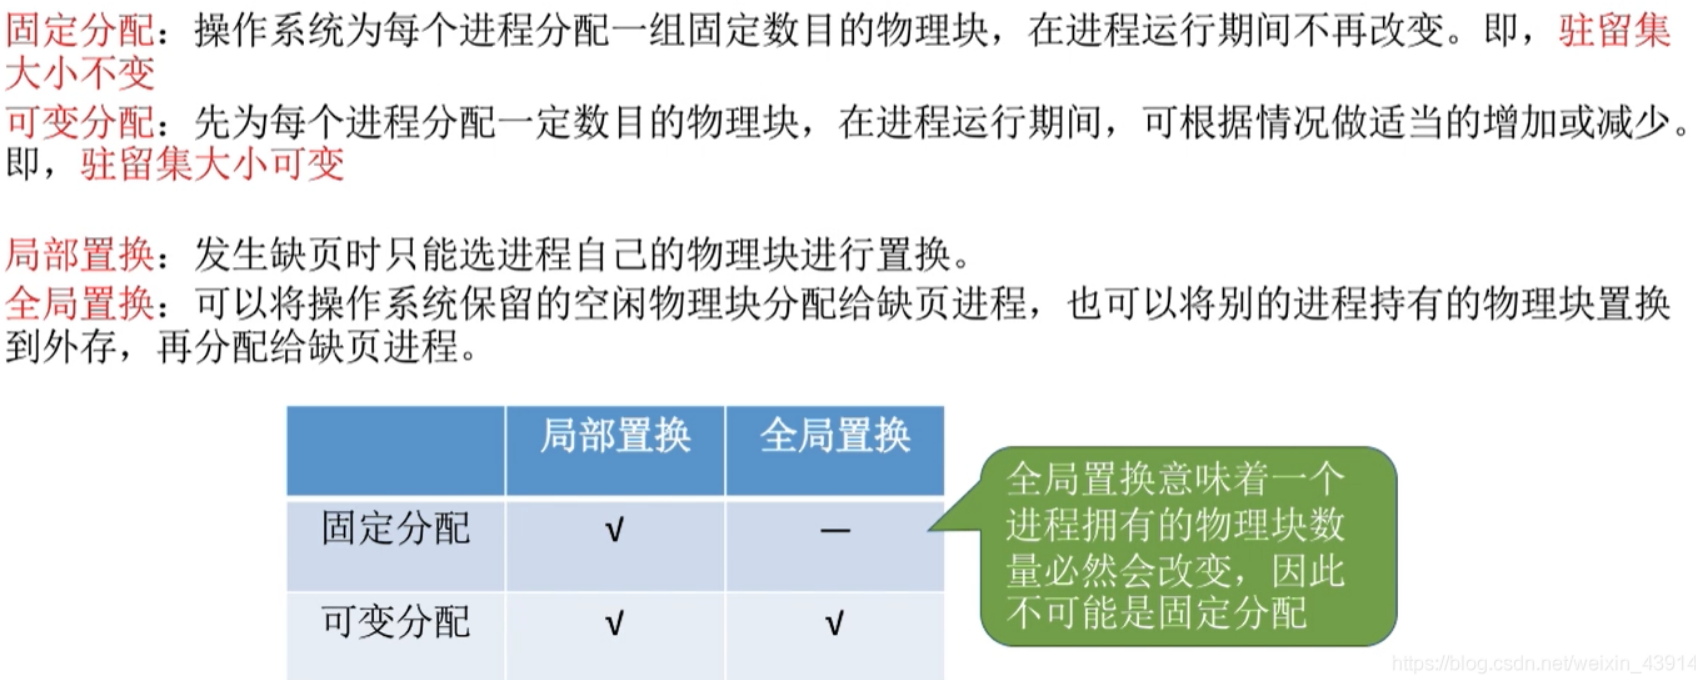 固定分配：操作系统为每个进程分配一组固定数目的物理块，在进程运行期间不再改变。即，驻留集
大小不变
可变分配：先为每个进程分配一定数目的物理块，在进程运行期间，可根据情况做适当的增加或减少。
即，驻留集大小可变
局部置换：发生缺页时只能选进程自己的物理块进行置换。
全局置换：可以将操作系统保留的空闲物理块分配给缺页进程，也可以将别的进程持有的物理块置换
到外存，再分配给缺页进程。
局部置换 全局置换
固定分配 √ —
可变分配 √ √
全局置换意味着一个
进程拥有的物理块数
量必然会改变，因此
不可能是固定分配
https://blog.csdn.net/weixin_43914